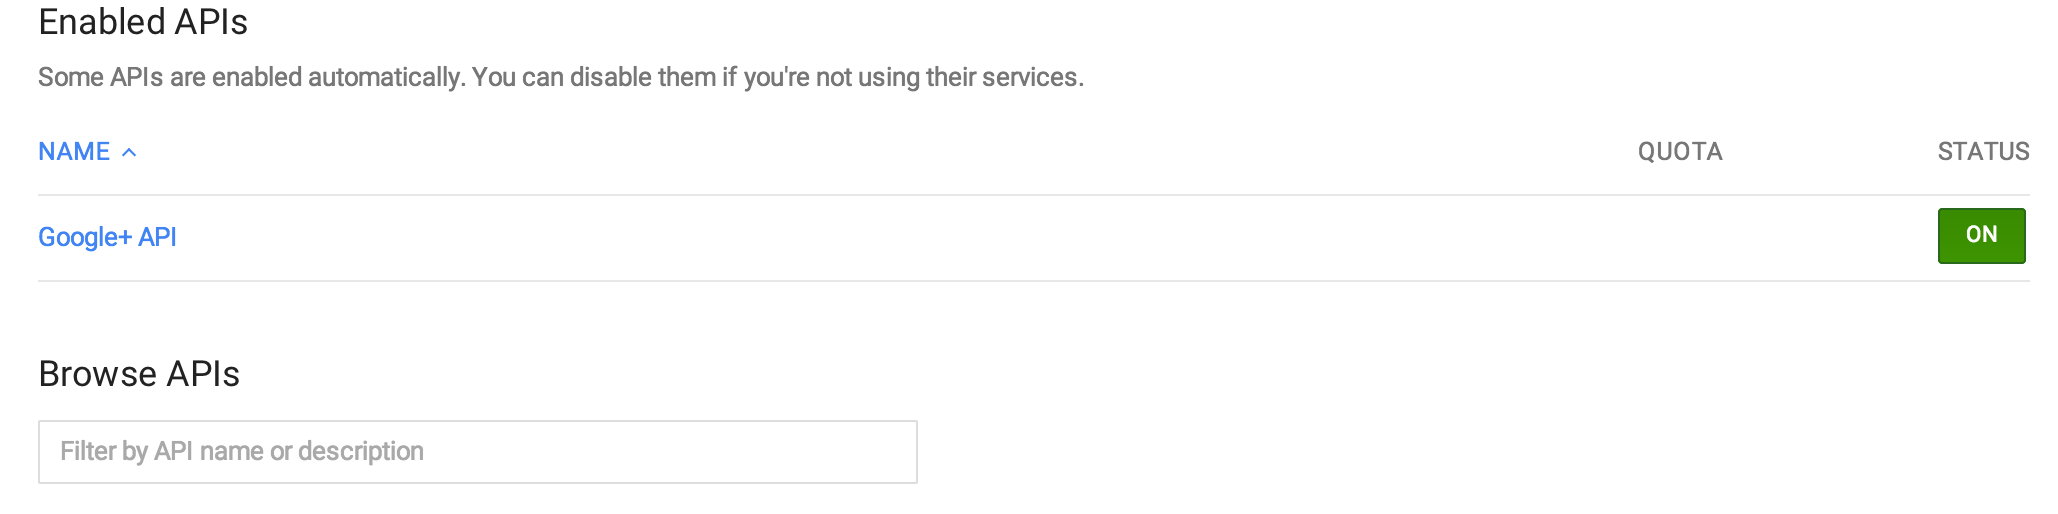 Enabled APIs
Some APIs are enabled automatically. You can disable them if you're not using their services.
NAME QUOTA STATUS
Google+ API ON
Browse APIs
Filter by API name or description